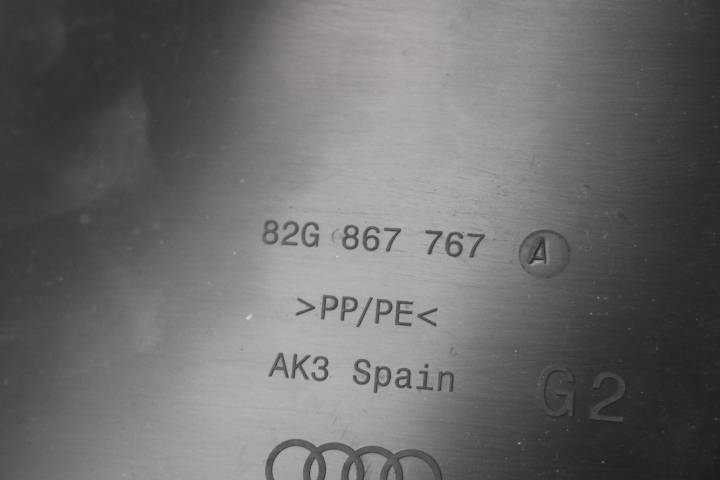 82G 867 767 A
>PP/PE<
AK3 Spain
G2